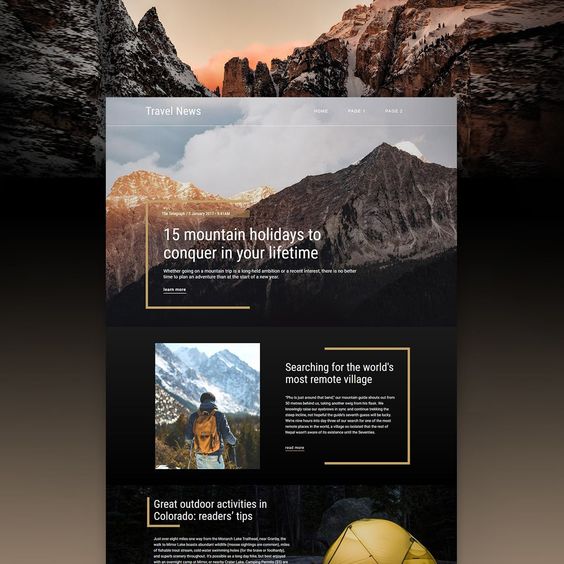 Travel News
HOME PAGE 1 PAGE 2
The Telegraph / 5 January 2017 • 9:41AM
15 mountain holidays to
conquer in your lifetime
Whether going on a mountain trip is a long-held ambition or a recent interest, there is no better
time to plan an adventure than at the start of a new year.
learn more
Searching for the world's
most remote village
"Phu is just around that bend," our mountain guide shouts out from
50 metres behind us, taking another swig from his flask. We
knowingly raise our eyebrows in sync and continue trekking the
steep incline, not hopeful the guide's seventh guess will be lucky.
We're nine hours into day three of our search for one of the most
remote places in the world, a village so isolated that the rest of
Nepal wasn't aware of its existence until the Seventies.
read more
Great outdoor activities in
Colorado: readers' tips
Just over eight miles one way from the Monarch Lake Trailhead, near Granby, the
walk to Mirror Lake boasts abundant wildlife (moose sightings are common), miles
of fishable trout stream, cold-water swimming holes (for the brave or foolhardy),
and superb scenery throughout. It's possible as a long day hike, but best enjoyed
with an overnight camp at Mirror, or nearby Crater Lake. Camping Permits ($5) are